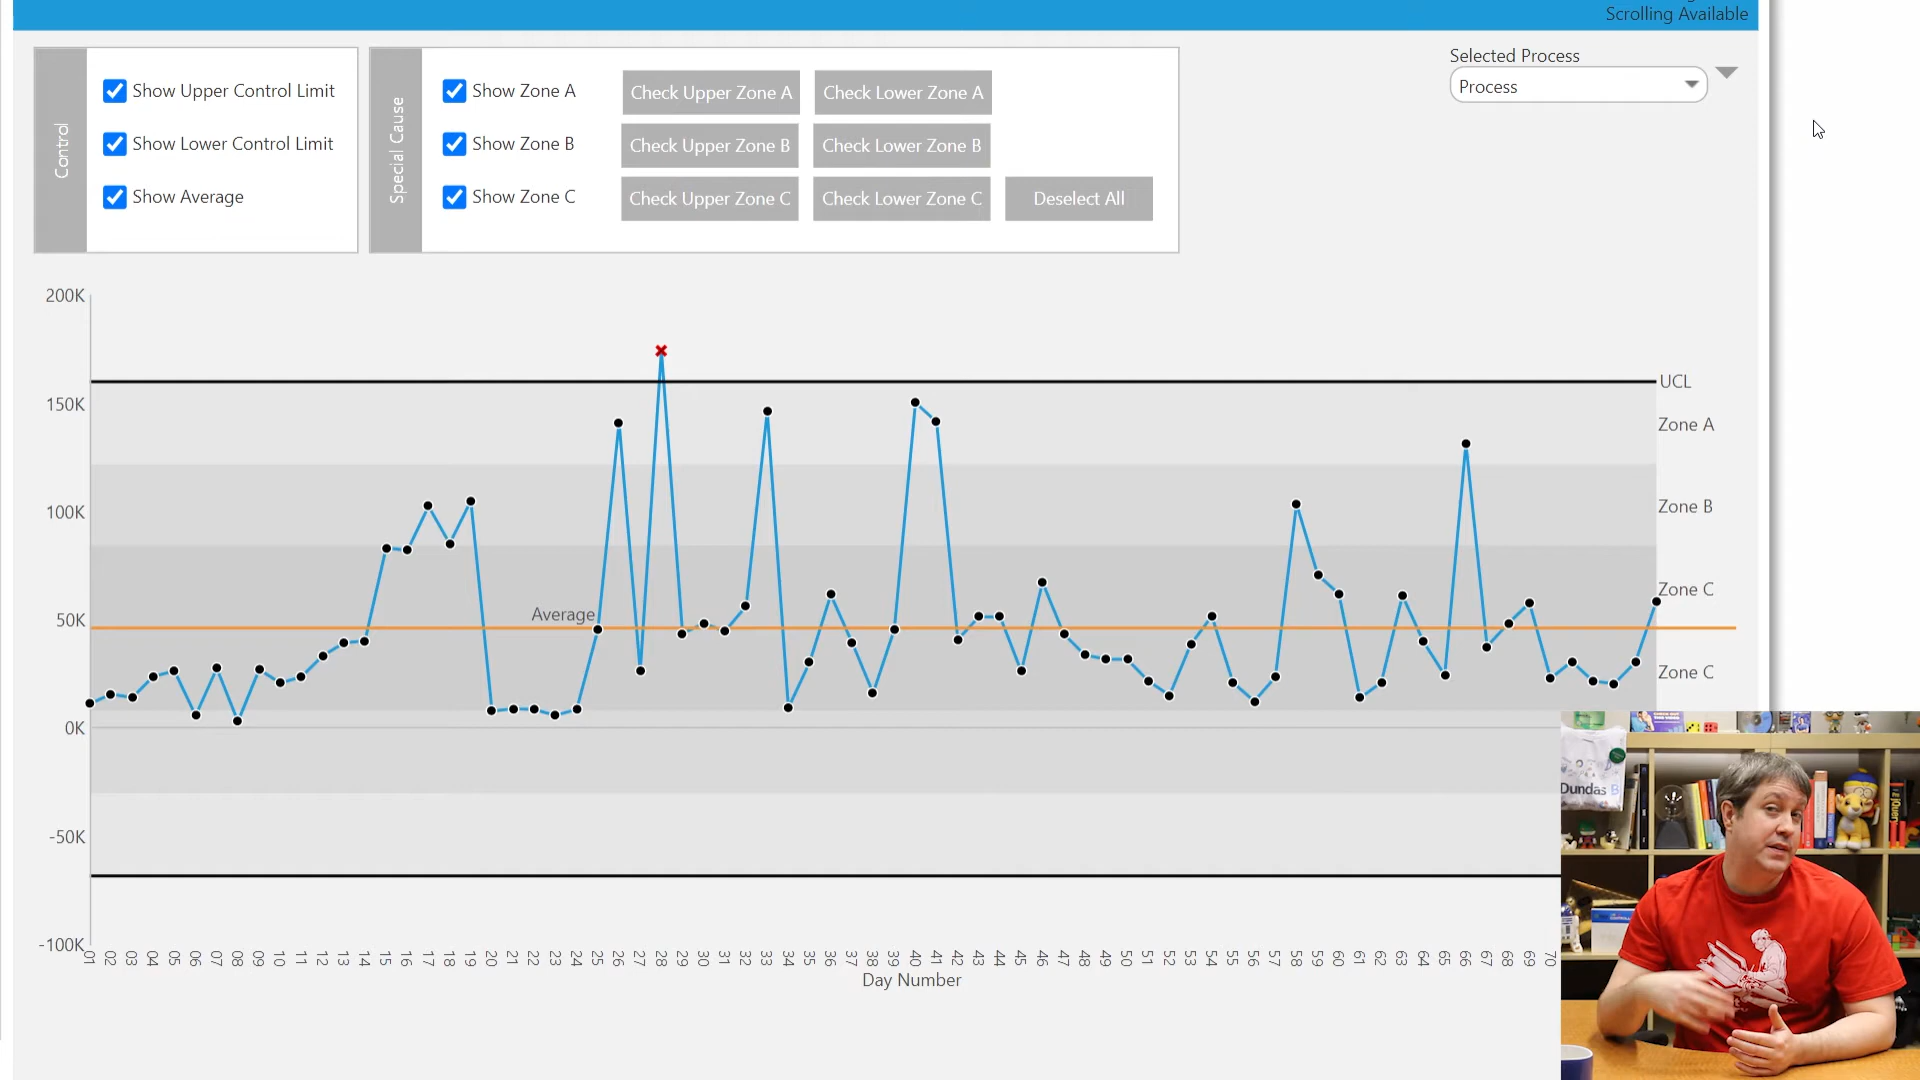 Scrolling Available
Control
Show Upper Control Limit
Show Lower Control Limit
Show Average
Special Cause
Show Zone A
Show Zone B
Show Zone C
Check Upper Zone A
Check Lower Zone A
Check Upper Zone B
Check Lower Zone B
Check Upper Zone C
Check Lower Zone C
Deselect All
Selected Process
Process
200K
150K
100K
50K
0K
-50K
-100K
Average
UCL
Zone A
Zone B
Zone C
Zone C
01 02 03 04 05 06 07 08 09 10 11 12 13 14 15 16 17 18 19 20 21 22 23 24 25 26 27 28 29 30 31 32 33 34 35 36 37 38 39 40 41 42 43 44 45 46 47 48 49 50 51 52 53 54 55 56 57 58 59 60 61 62 63 64 65 66 67 68 69 70
Day Number
Dundas B
jQuery